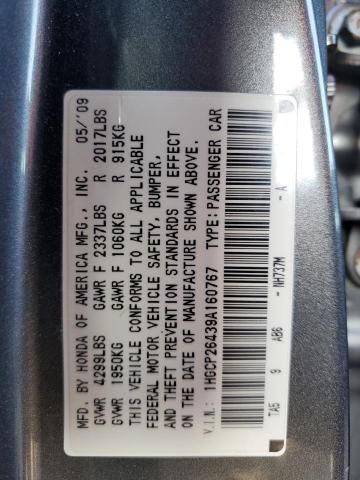 MFD. BY HONDA OF AMERICA MFG., INC. 05/'09
GVWR 4299LBS GAWR F 2337LBS R 2017LBS
GVWR 1950KG GAWR F 1060KG R 915KG
THIS VEHICLE CONFORMS TO ALL APPLICABLE
FEDERAL MOTOR VEHICLE SAFETY, BUMPER,
AND THEFT PREVENTION STANDARDS IN EFFECT
ON THE DATE OF MANUFACTURE SHOWN ABOVE.
V.I.N.: 1HGCP26439A160767 TYPE: PASSENGER CAR
TA5 9 AB6 - NH737M - A